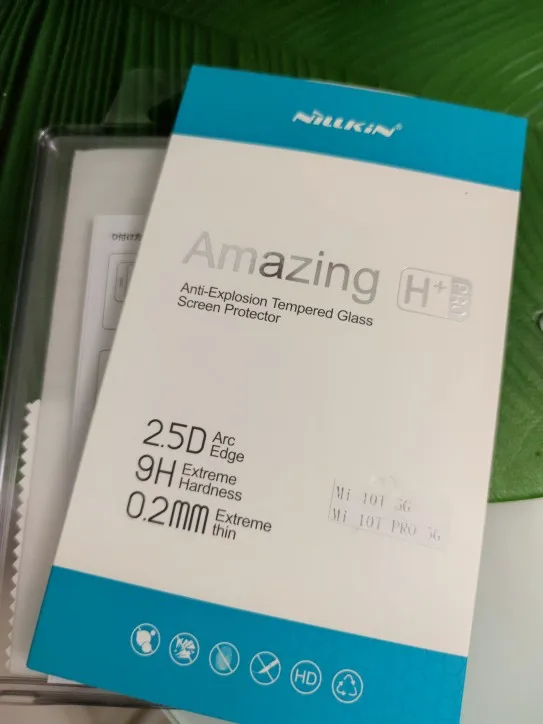 NILLKIN®
Amazing H+ PRO
Anti-Explosion Tempered Glass
Screen Protector
2.5D Arc
Edge
9H Extreme
Hardness
0.2mm Extreme
thin
Mi 10T 5G
Mi 10T PRO 5G
HD